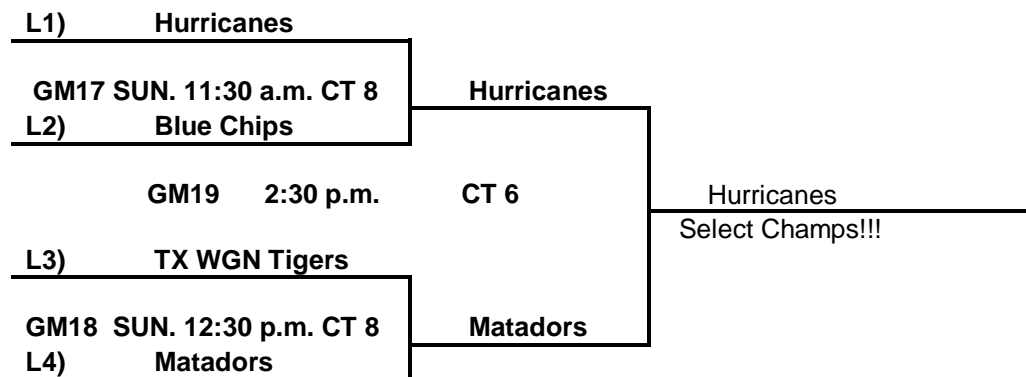 L1) Hurricanes
GM17 SUN. 11:30 a.m. CT 8 Hurricanes
L2) Blue Chips
GM19 2:30 p.m. CT 6 Hurricanes
Select Champs!!!
L3) TX WGN Tigers
GM18 SUN. 12:30 p.m. CT 8 Matadors
L4) Matadors